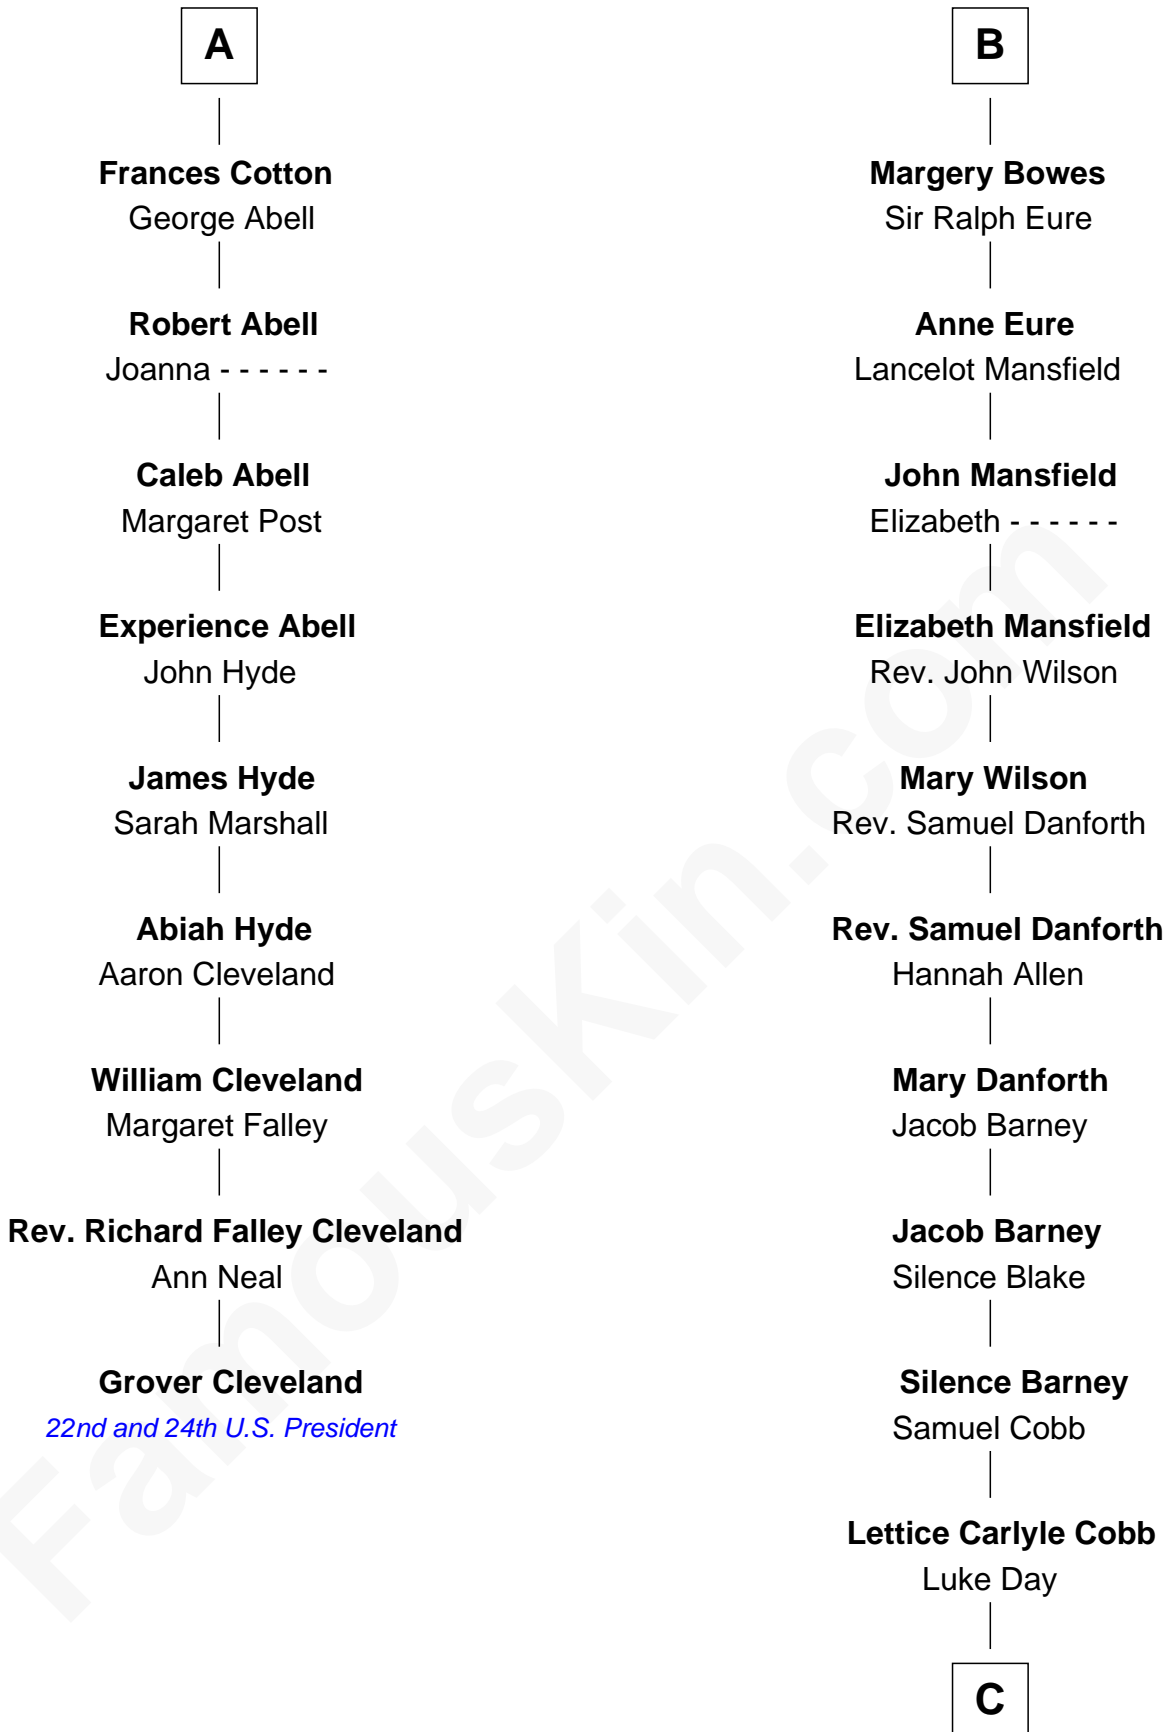 A
Frances Cotton
George Abell
Robert Abell
Joanna - - - - - -
Caleb Abell
Margaret Post
Experience Abell
John Hyde
James Hyde
Sarah Marshall
Abiah Hyde
Aaron Cleveland
William Cleveland
Margaret Falley
Rev. Richard Falley Cleveland
Ann Neal
Grover Cleveland
22nd and 24th U.S. President
B
Margery Bowes
Sir Ralph Eure
Anne Eure
Lancelot Mansfield
John Mansfield
Elizabeth - - - - - -
Elizabeth Mansfield
Rev. John Wilson
Mary Wilson
Rev. Samuel Danforth
Rev. Samuel Danforth
Hannah Allen
Mary Danforth
Jacob Barney
Jacob Barney
Silence Blake
Silence Barney
Samuel Cobb
Lettice Carlyle Cobb
Luke Day
C
FamousKin.com